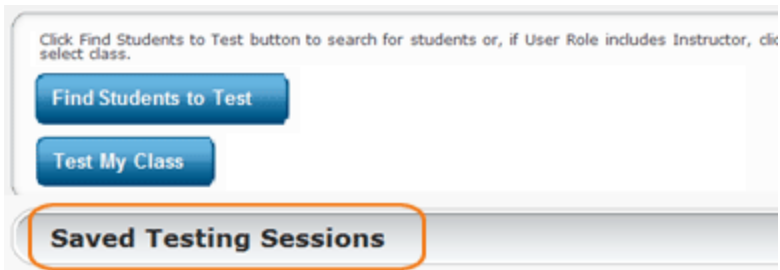 Click Find Students to Test button to search for students or, if User Role includes Instructor,
select class.
Find Students to Test
Test My Class
Saved Testing Sessions